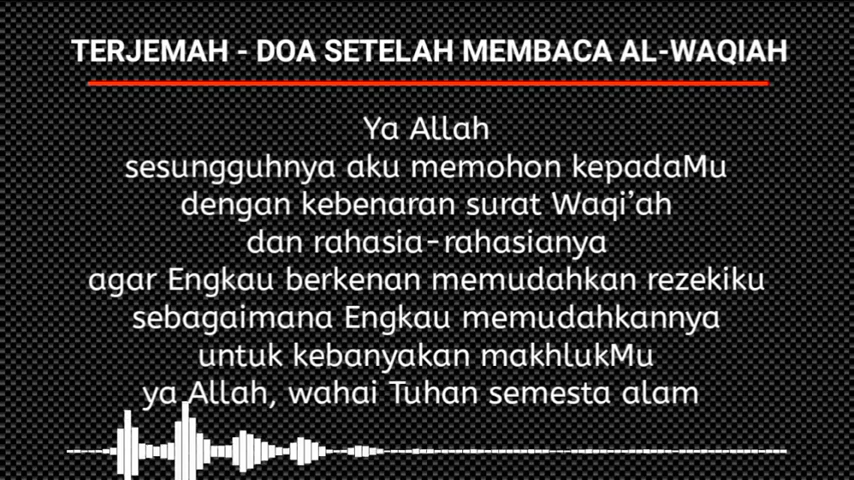 TERJEMAH - DOA SETELAH MEMBACA AL-WAQIAH
Ya Allah
sesungguhnya aku memohon kepadaMu
dengan kebenaran surat Waqi'ah
dan rahasia-rahasianya
agar Engkau berkenan memudahkan rezekiku
sebagaimana Engkau memudahkannya
untuk kebanyakan makhlukMu
ya Allah, wahai Tuhan semesta alam